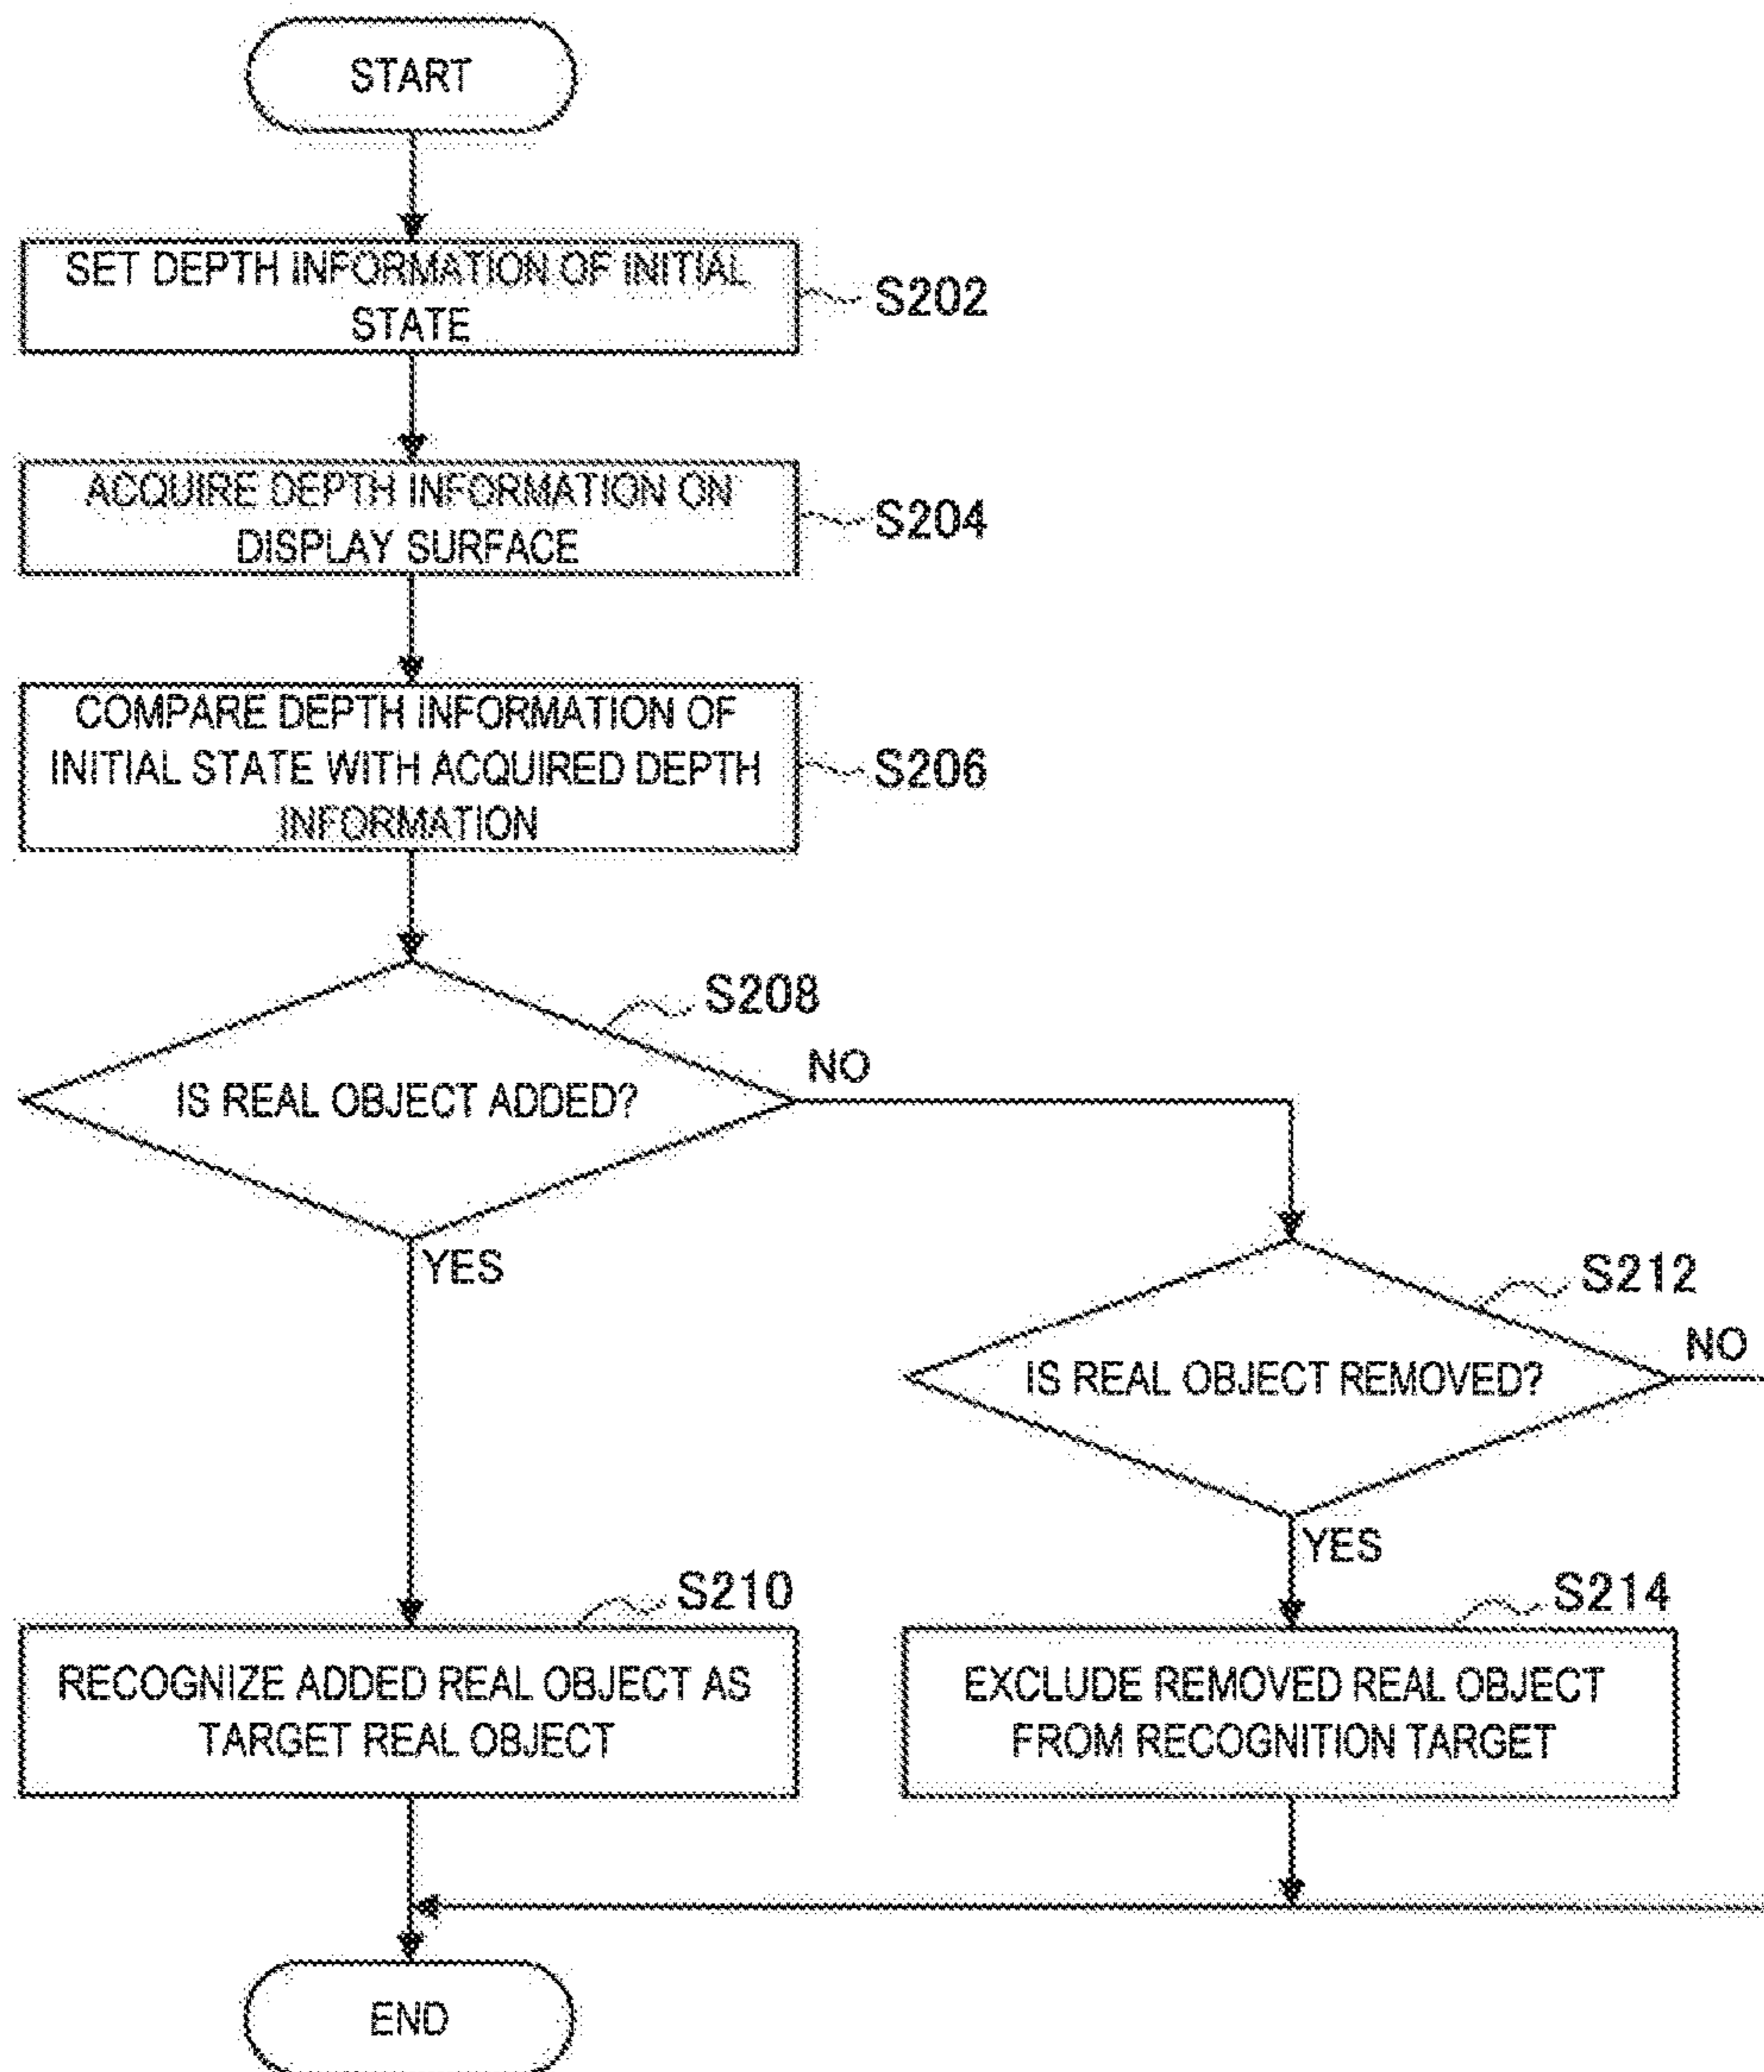 START
SET DEPTH INFORMATION OF INITIAL
STATE
S202
ACQUIRE DEPTH INFORMATION ON
DISPLAY SURFACE
S204
COMPARE DEPTH INFORMATION OF
INITIAL STATE WITH ACQUIRED DEPTH
INFORMATION
S206
S208
IS REAL OBJECT ADDED?
NO
YES
S212
IS REAL OBJECT REMOVED?
NO
YES
S210
RECOGNIZE ADDED REAL OBJECT AS
TARGET REAL OBJECT
S214
EXCLUDE REMOVED REAL OBJECT
FROM RECOGNITION TARGET
END